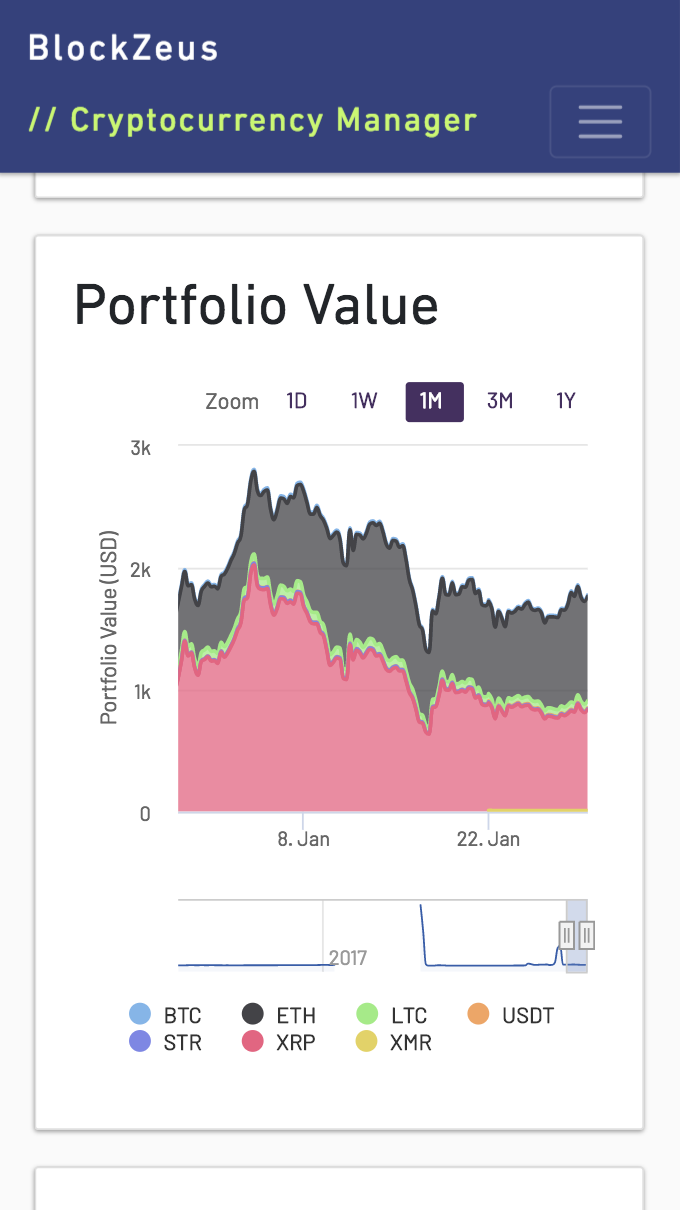 BlockZeus
// Cryptocurrency Manager
Portfolio Value
Zoom 1D 1W 1M 3M 1Y
3k
2k
1k
0
Portfolio Value (USD)
8. Jan 22. Jan
2017
BTC ETH LTC USDT
STR XRP XMR